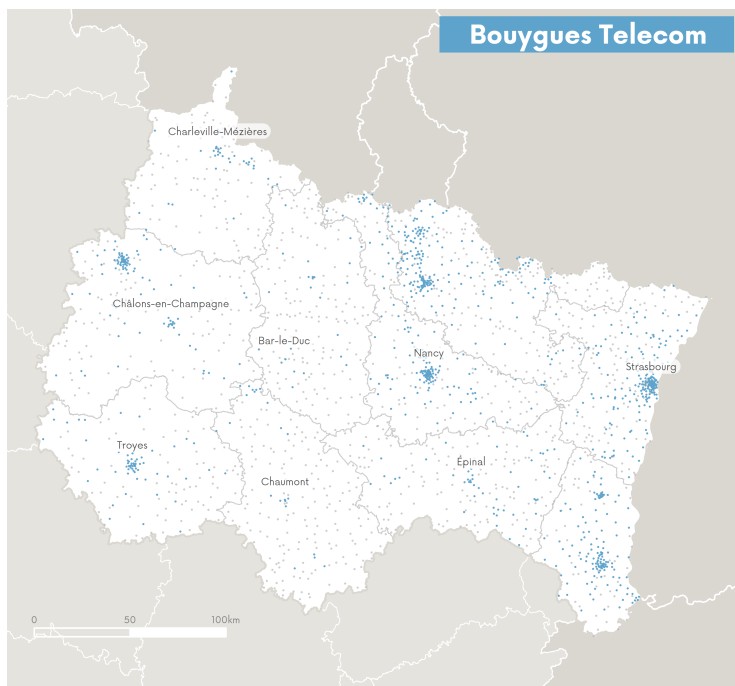 Bouygues Telecom
Charleville-Mézières
Châlons-en-Champagne
Bar-le-Duc
Nancy
Strasbourg
Troyes
Épinal
Chaumont
0 50 100km